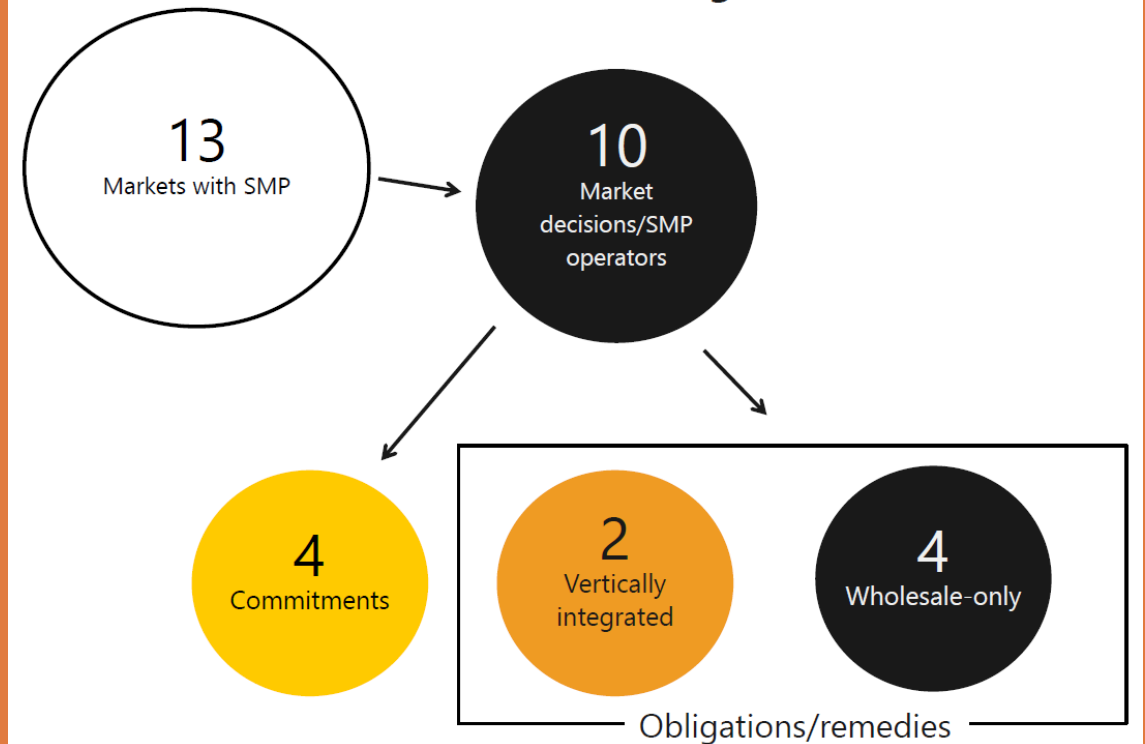 13
Markets with SMP
10
Market
decisions/SMP
operators
4
Commitments
2
Vertically
integrated
4
Wholesale-only
Obligations/remedies